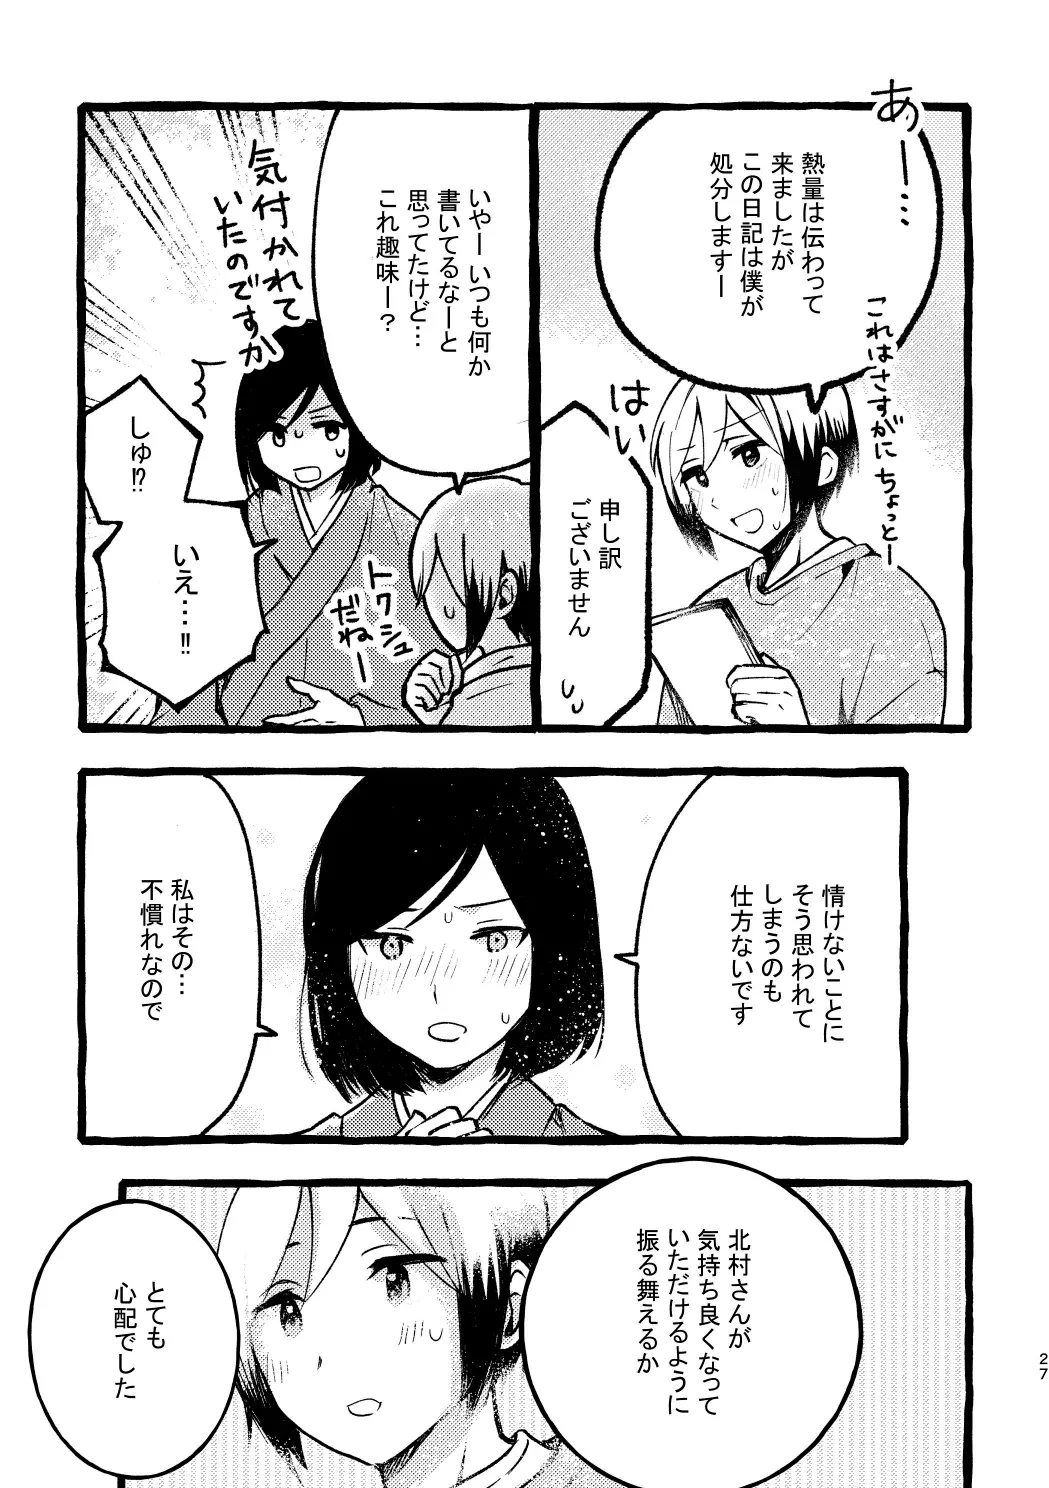 あー…
熱量は伝わって
来ましたが
この日記は僕が
処分しますー
これはさすがにちょっとー
はい
申し訳
ございません
いやー いつも何か
書いてるなーと
思ってたけど…
これ趣味ー?
トクシュ
だねー
気付かれて
いたのですか
しゅ!?
いえ…!!
情けないことに
そう思われて
しまうのも
仕方ないです
私はその…
不慣れなので
北村さんが
気持ち良くなって
いただけるように
振る舞えるか
とても
心配でした
27